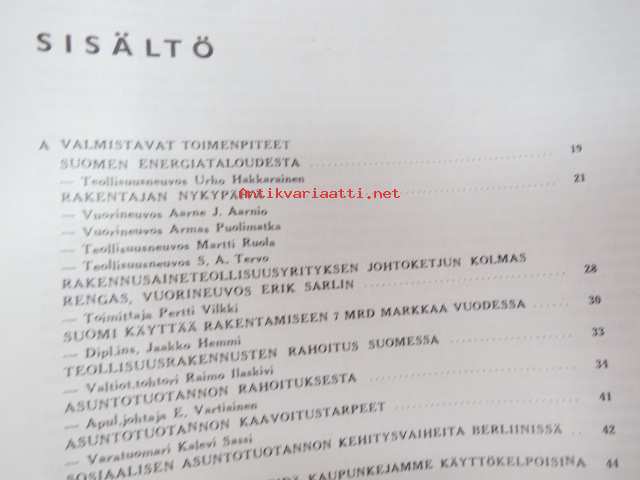 SISÄLTÖ
A VALMISTAVAT TOIMENPITEET
SUOMEN ENERGIATALOUDESTA 19
— Teollisuusneuvos Urho Hakkarainen
RAKENTAJAN NYKYPÄIVÄ 21
Antikvariaatti.net
— Vuorineuvos Aarne J. Aarnio
— Vuorineuvos Armas Puolimatka
— Teollisuusneuvos Martti Ruola
— Teollisuusneuvos S. A. Tervo
RAKENNUSAINETEOLLISUUSYRITYKSEN JOHTOKETJUN KOLMAS
RENGAS, VUORINEUVOS ERIK SARLIN 28
— Toimittaja Pertti Vilkki
SUOMI KÄYTTÄÄ RAKENTAMISEEN 7 MRD MARKKAA VUODESSA 30
— Dipl.ins, Jaakko Hemmi
TEOLLISUUSRAKENNUSTEN RAHOITUS SUOMESSA 33
— Valtiot.tohtori Raimo Ilaskivi
ASUNTOTUOTANNON RAHOITUKSESTA 34
— Apul.johtaja E. Vartiainen
ASUNTOTUOTANNON KAAVOITUSTARPEET 41
— Varatuomari Kalevi Sassi
SOSIAALISEN ASUNTOTUOTANNON KEHITYSVAIHEITA BERLIINISSÄ 42
KAUPUNKEJAMME KÄYTTÖKELPOISINA 44